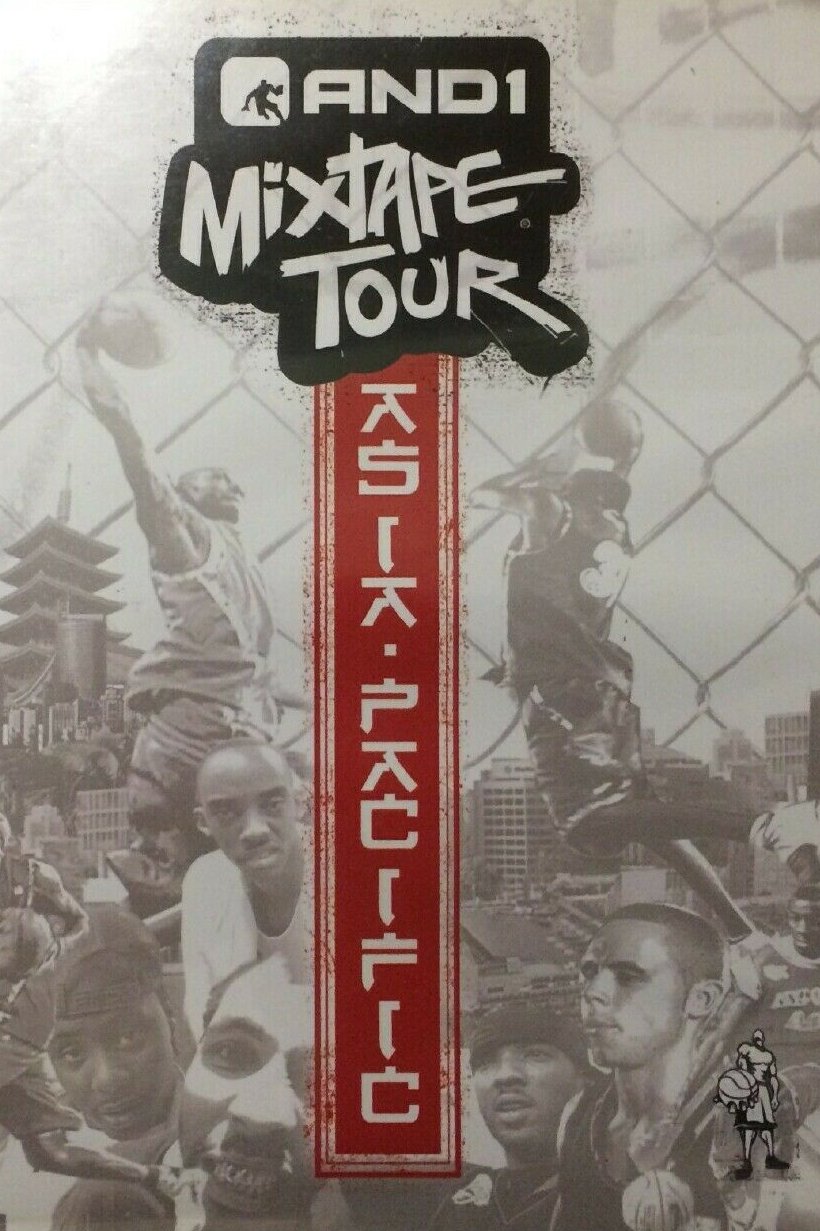 AND1
MIXTAPE
TOUR
ASIA·PACIFIC